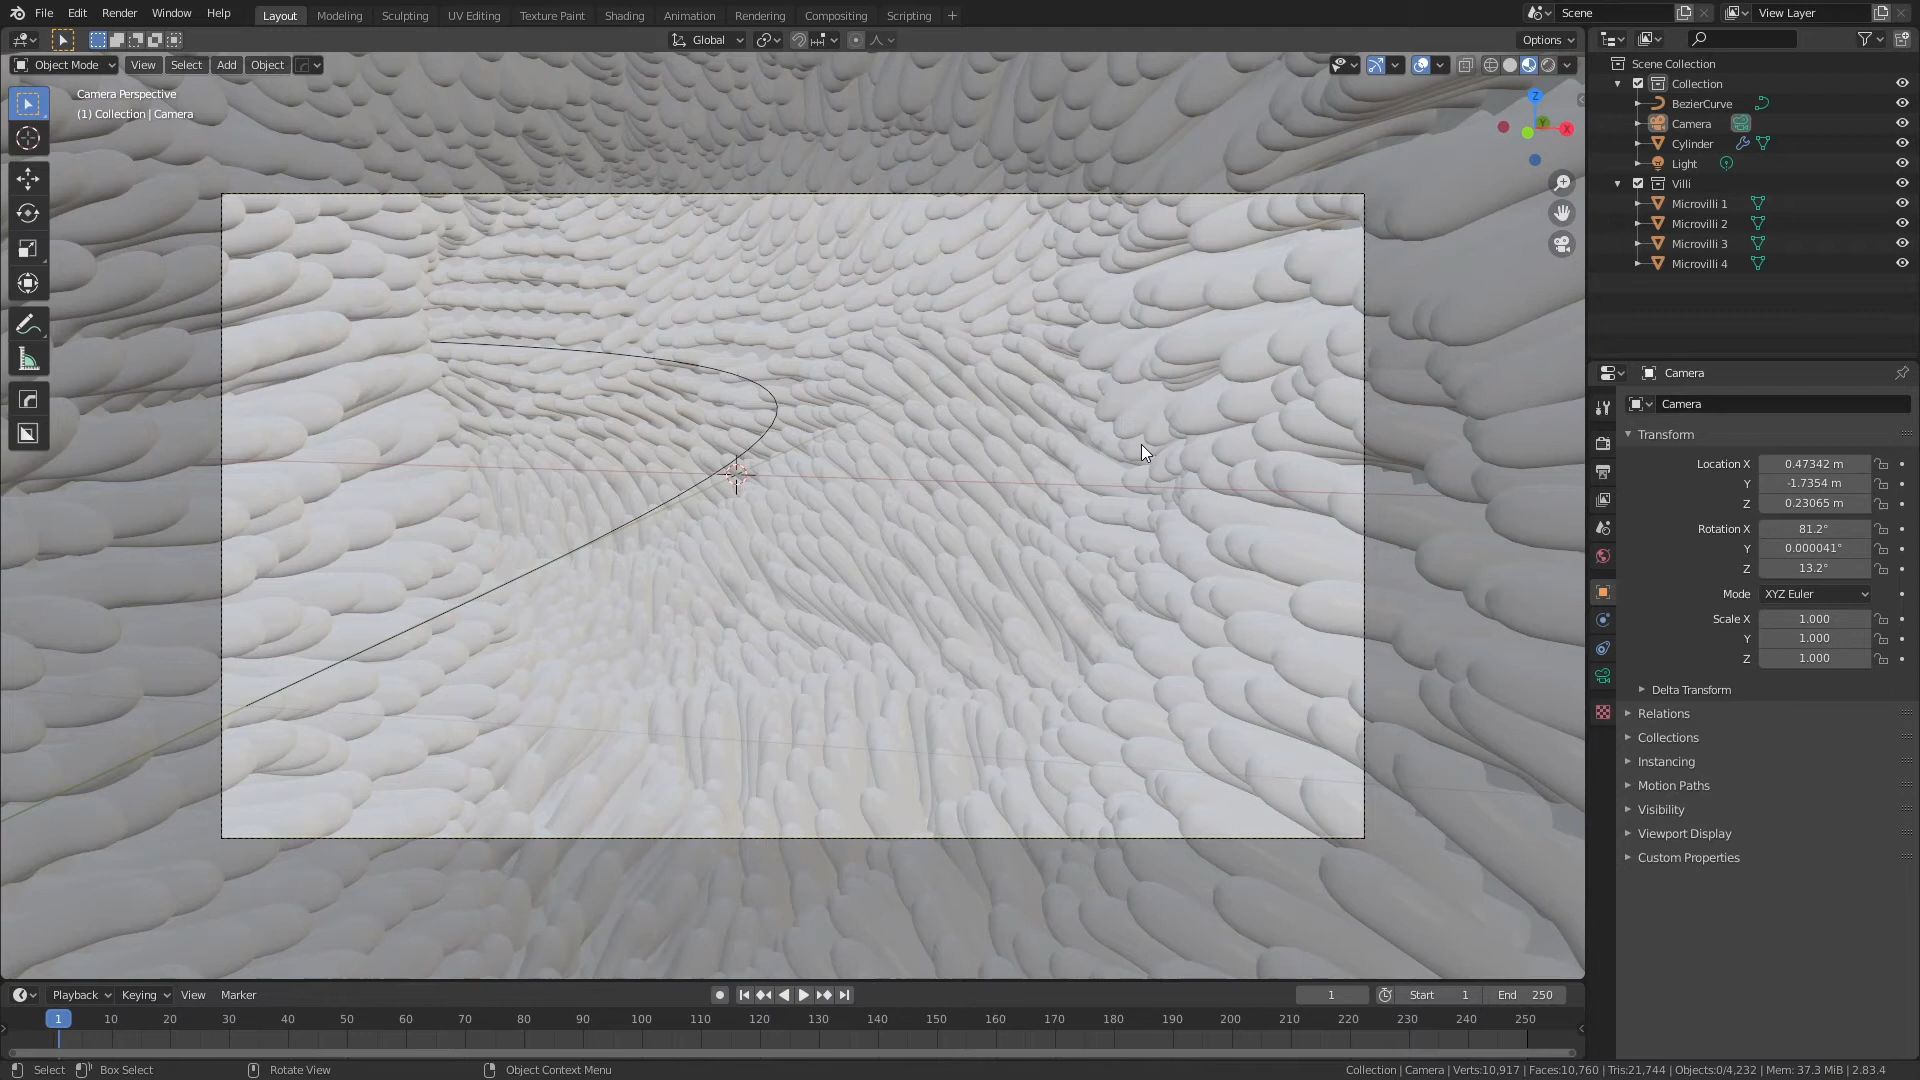 File Edit Render Window Help
Layout Modeling Sculpting UV Editing Texture Paint Shading Animation Rendering Compositing Scripting +
Scene
View Layer
Global
Options
Object Mode View Select Add Object
Camera Perspective
(1) Collection | Camera
Z
Y
X
Scene Collection
Collection
BezierCurve
Camera
Cylinder
Light
Villi
Microvilli 1
Microvilli 2
Microvilli 3
Microvilli 4
Camera
Camera
Transform
Location X 0.47342 m
Y -1.7354 m
Z 0.23065 m
Rotation X 81.2°
Y 0.000041°
Z 13.2°
Mode XYZ Euler
Scale X 1.000
Y 1.000
Z 1.000
Delta Transform
Relations
Collections
Instancing
Motion Paths
Visibility
Viewport Display
Custom Properties
Playback Keying View Marker
1 Start 1 End 250
1 10 20 30 40 50 60 70 80 90 100 110 120 130 140 150 160 170 180 190 200 210 220 230 240 250
Select Box Select Rotate View Object Context Menu
Collection | Camera | Verts:10,917 | Faces:10,760 | Tris:21,744 | Objects:0/4,232 | Mem: 37.3 MiB | 2.83.4